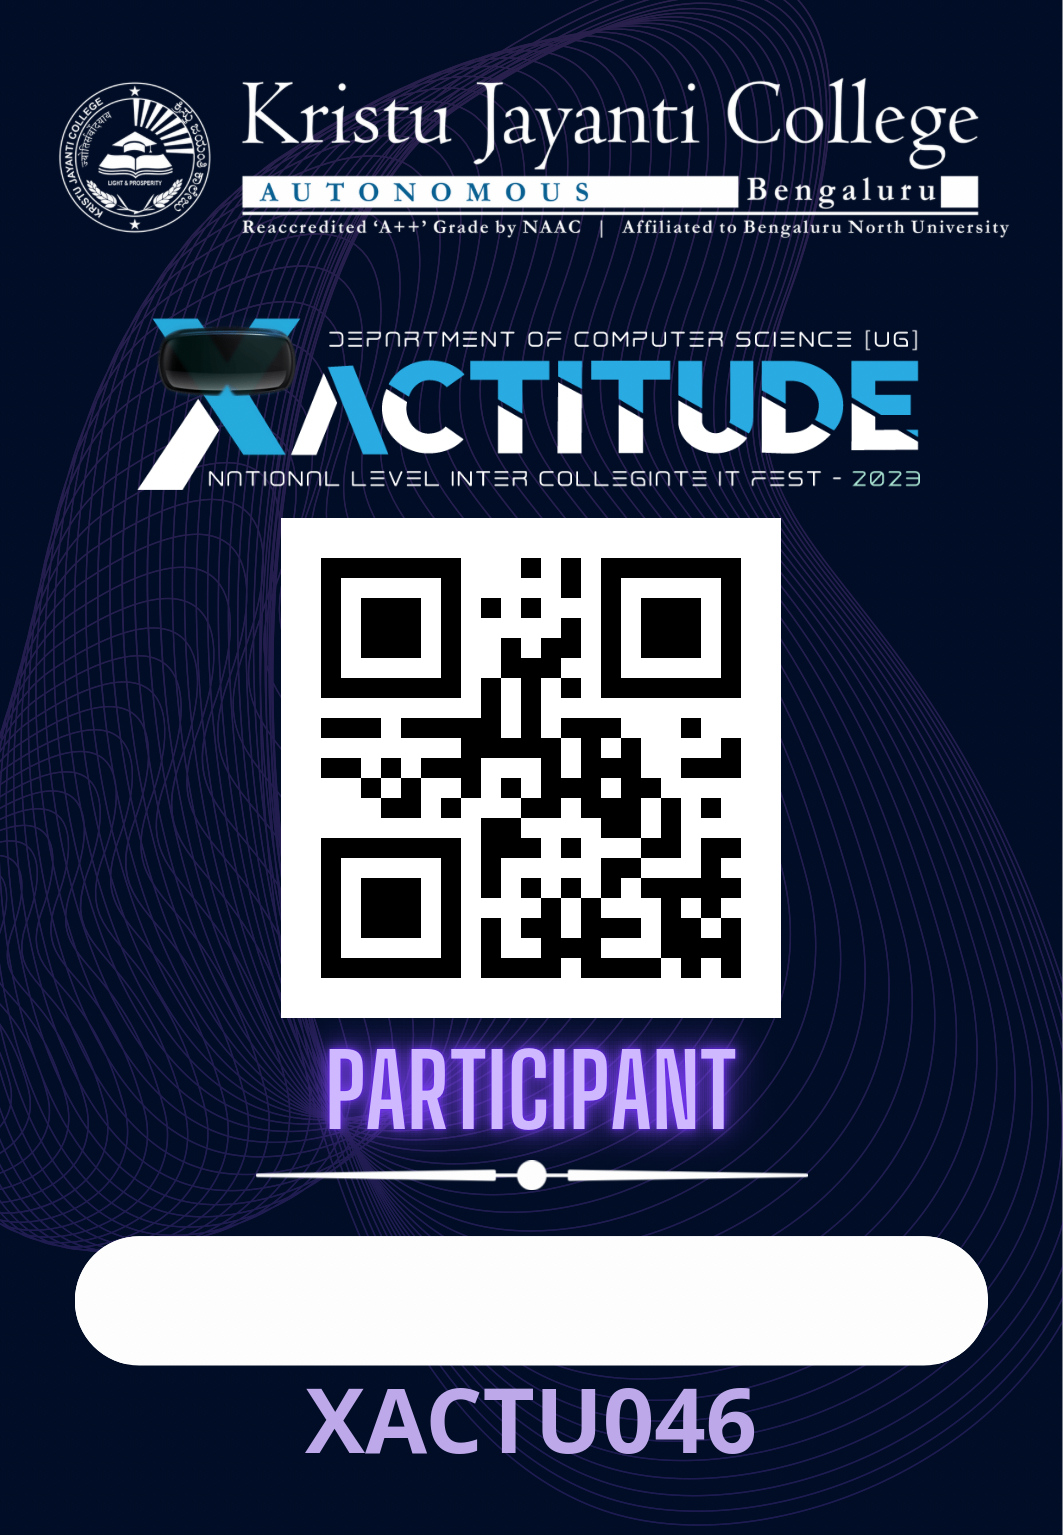 KRISTU JAYANTI COLLEGE
LIGHT & PROSPERITY
Kristu Jayanti College
AUTONOMOUS Bengaluru
Reaccredited ‘A++’ Grade by NAAC | Affiliated to Bengaluru North University
DEPARTMENT OF COMPUTER SCIENCE [UG]
XACTITUDE
NATIONAL LEVEL INTER COLLEGIATE IT FEST - 2023
PARTICIPANT
XACTU046